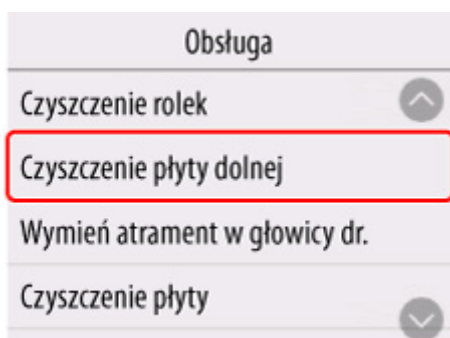 Obsługa
Czyszczenie rolek
Czyszczenie płyty dolnej
Wymień atrament w głowicy dr.
Czyszczenie płyty